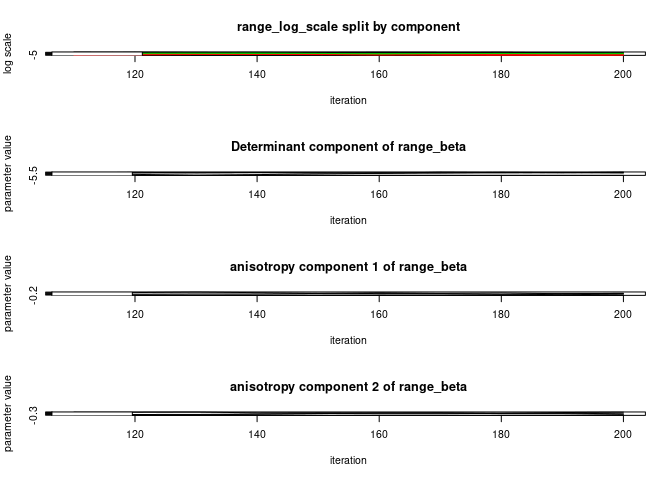 range_log_scale split by component
log scale
-5
120 140 160 180 200
iteration
Determinant component of range_beta
parameter value
-5.5
120 140 160 180 200
iteration
anisotropy component 1 of range_beta
parameter value
-0.2
120 140 160 180 200
iteration
anisotropy component 2 of range_beta
parameter value
-0.3
120 140 160 180 200
iteration